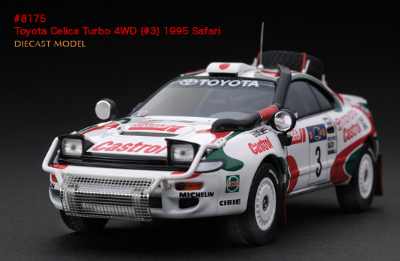 #8175
Toyota Celica Turbo 4WD (#3) 1995 Safari
DIECAST MODEL
TOYOTA
Castrol
Castrol
Castrol
3
MICHELIN
CIBIE